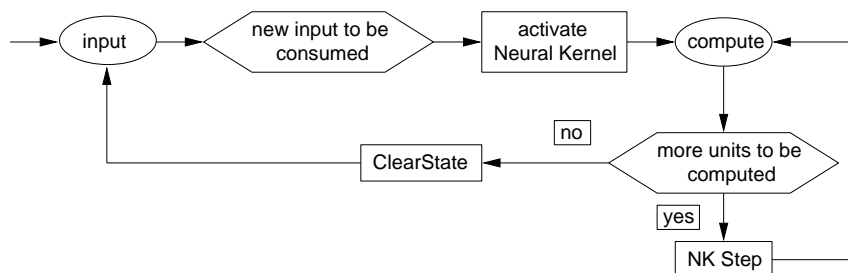 input
new input to be
consumed
activate
Neural Kernel
compute
no
ClearState
more units to be
computed
yes
NK Step